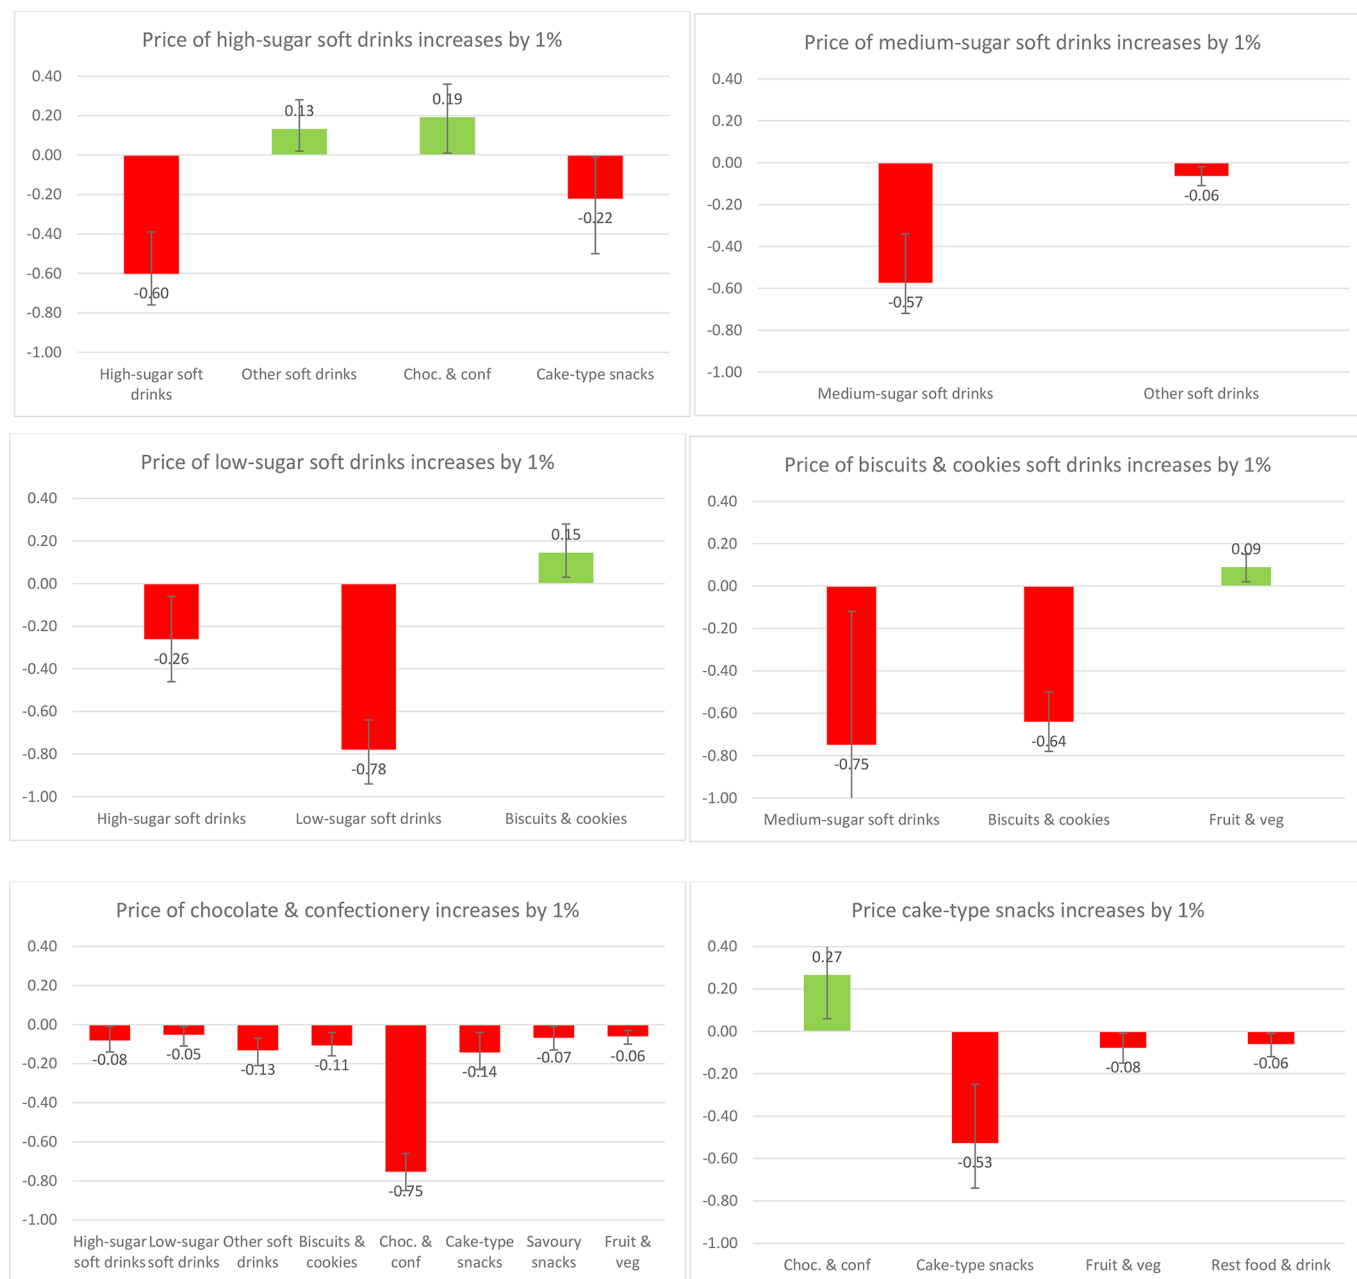 Price of high-sugar soft drinks increases by 1%
0.40
0.20
0.00
-0.20
-0.40
-0.60
-0.80
-1.00
0.13
0.19
-0.22
-0.60
High-sugar soft
drinks
Other soft drinks
Choc. & conf
Cake-type snacks
Price of medium-sugar soft drinks increases by 1%
0.40
0.20
0.00
-0.20
-0.40
-0.60
-0.80
-1.00
-0.57
-0.06
Medium-sugar soft drinks
Other soft drinks
Price of low-sugar soft drinks increases by 1%
0.40
0.20
0.00
-0.20
-0.40
-0.60
-0.80
-1.00
-0.26
-0.78
0.15
High-sugar soft drinks
Low-sugar soft drinks
Biscuits & cookies
Price of biscuits & cookies soft drinks increases by 1%
0.40
0.20
0.00
-0.20
-0.40
-0.60
-0.80
-1.00
-0.75
-0.64
0.09
Medium-sugar soft drinks
Biscuits & cookies
Fruit & veg
Price of chocolate & confectionery increases by 1%
0.40
0.20
0.00
-0.20
-0.40
-0.60
-0.80
-1.00
-0.08
-0.05
-0.13
-0.11
-0.75
-0.14
-0.07
-0.06
High-sugar
soft drinks
Low-sugar
soft drinks
Other soft
drinks
Biscuits &
cookies
Choc. &
conf
Cake-type
snacks
Savoury
snacks
Fruit &
veg
Price cake-type snacks increases by 1%
0.40
0.20
0.00
-0.20
-0.40
-0.60
-0.80
-1.00
0.27
-0.53
-0.08
-0.06
Choc. & conf
Cake-type snacks
Fruit & veg
Rest food & drink